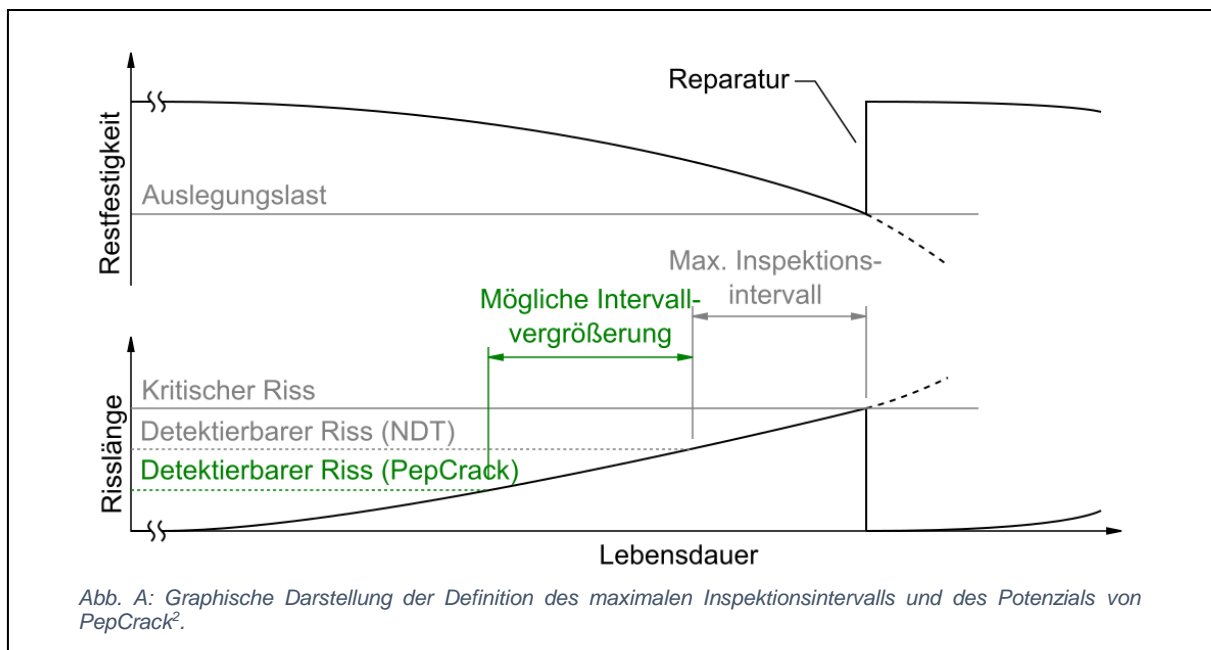 Reparatur
Restfestigkeit
Auslegungslast
Max. Inspektions-
intervall
Mögliche Intervall-
vergrößerung
Risslänge
Kritischer Riss
Detektierbarer Riss (NDT)
Detektierbarer Riss (PepCrack)
Lebensdauer
Abb. A: Graphische Darstellung der Definition des maximalen Inspektionsintervalls und des Potenzials von
PepCrack².